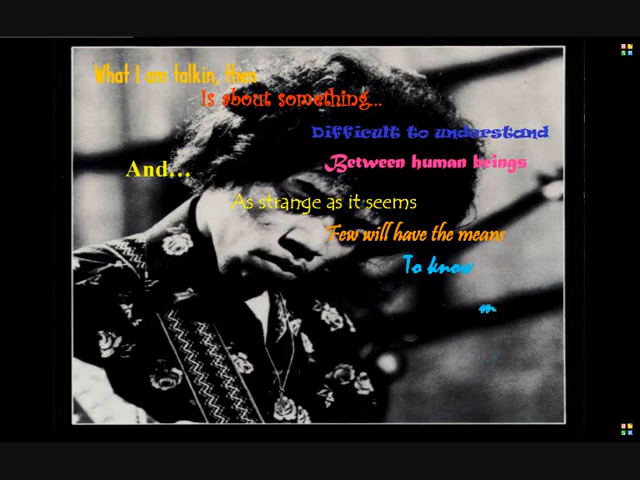 What I am talkin, then
Is about something...
Difficult to understand
Between human beings
And...
As strange as it seems
Few will have the means
To know
m